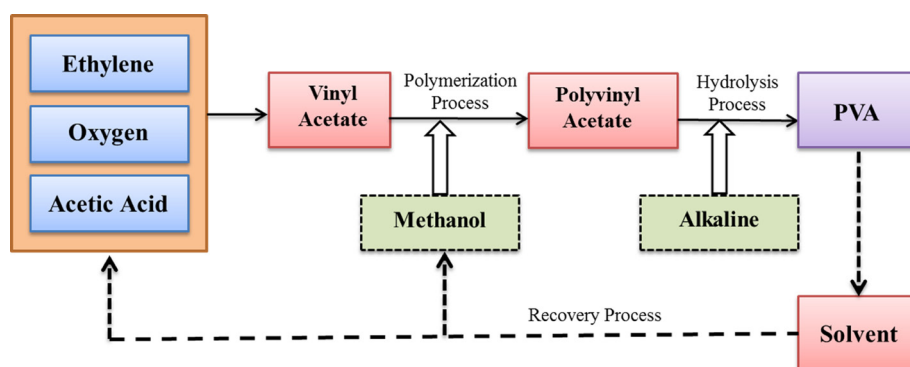 Ethylene
Oxygen
Acetic Acid
Vinyl
Acetate
Polymerization
Process
Polyvinyl
Acetate
Hydrolysis
Process
PVA
Methanol
Alkaline
Recovery Process
Solvent